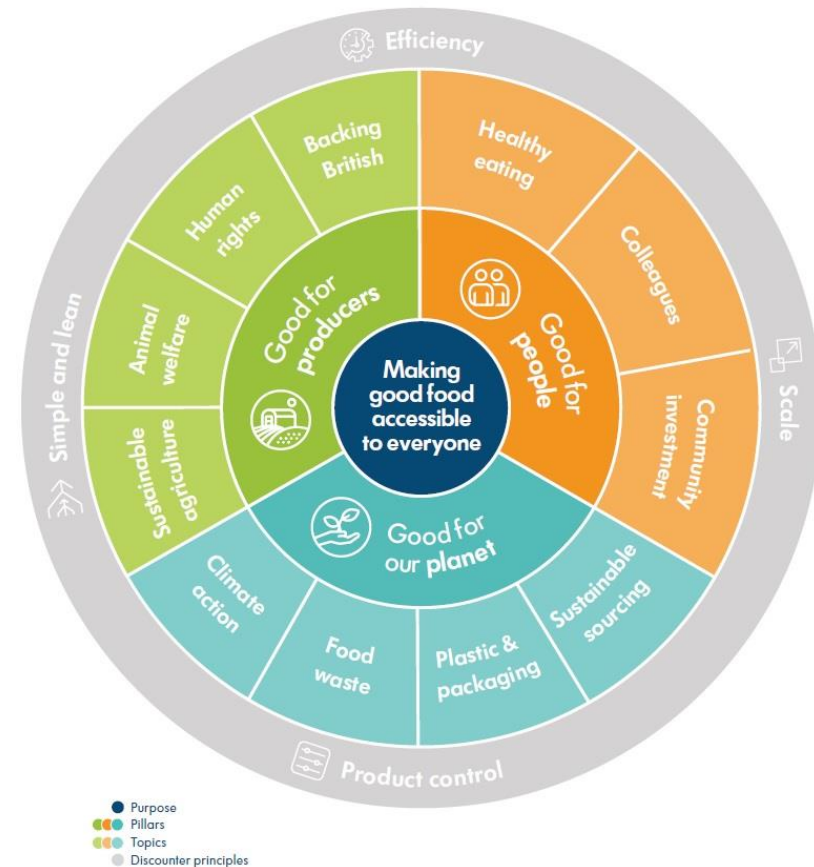 Efficiency
Scale
Product control
Simple and lean
Backing
British
Healthy
eating
Human
rights
Colleagues
Animal
welfare
Community
investment
Sustainable
agriculture
Sustainable
sourcing
Climate
action
Food
waste
Plastic &
packaging
Good for
producers
Good for
people
Good for
our planet
Making
good food
accessible
to everyone
Purpose
Pillars
Topics
Discounter principles